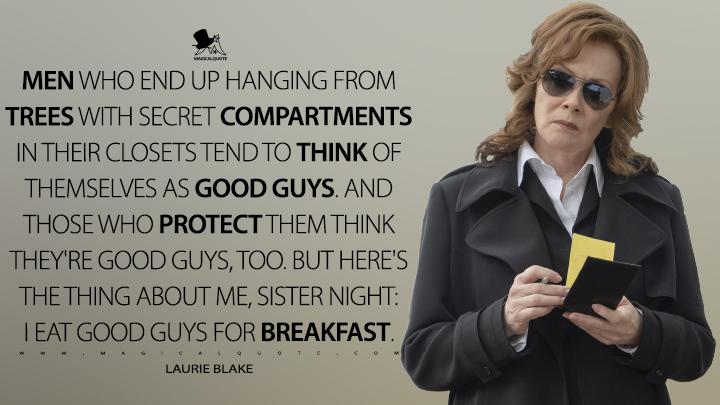 MAGICALQUOTE
MEN WHO END UP HANGING FROM
TREES WITH SECRET COMPARTMENTS
IN THEIR CLOSETS TEND TO THINK OF
THEMSELVES AS GOOD GUYS. AND
THOSE WHO PROTECT THEM THINK
THEY'RE GOOD GUYS, TOO. BUT HERE'S
THE THING ABOUT ME, SISTER NIGHT:
I EAT GOOD GUYS FOR BREAKFAST.
WWW.MAGICALQUOTE.COM
LAURIE BLAKE